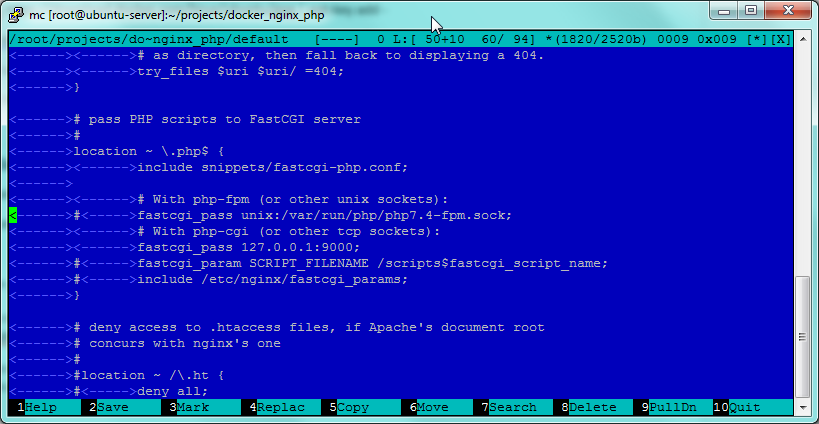 mc [root@ubuntu-server]:~/projects/docker_nginx_php
/root/projects/do~nginx_php/default   [----]  0 L:[ 50+10  60/ 94] *(1820/2520b) 0009 0x009 [*][X]
<------><------># as directory, then fall back to displaying a 404.
<------><------>try_files $uri $uri/ =404;
<------>}
<------># pass PHP scripts to FastCGI server
<------>#
<------>location ~ \.php$ {
<------><------>include snippets/fastcgi-php.conf;
<------>
<------><------># With php-fpm (or other unix sockets):
<------>#<----->fastcgi_pass unix:/var/run/php/php7.4-fpm.sock;
<------><------># With php-cgi (or other tcp sockets):
<------><------>fastcgi_pass 127.0.0.1:9000;
<------>#<----->fastcgi_param SCRIPT_FILENAME /scripts$fastcgi_script_name;
<------>#<----->include /etc/nginx/fastcgi_params;
<------>}
<------># deny access to .htaccess files, if Apache's document root
<------># concurs with nginx's one
<------>#
<------>#location ~ /\.ht {
<------>#<----->deny all;
1Help 2Save 3Mark 4Replac 5Copy 6Move 7Search 8Delete 9PullDn 10Quit